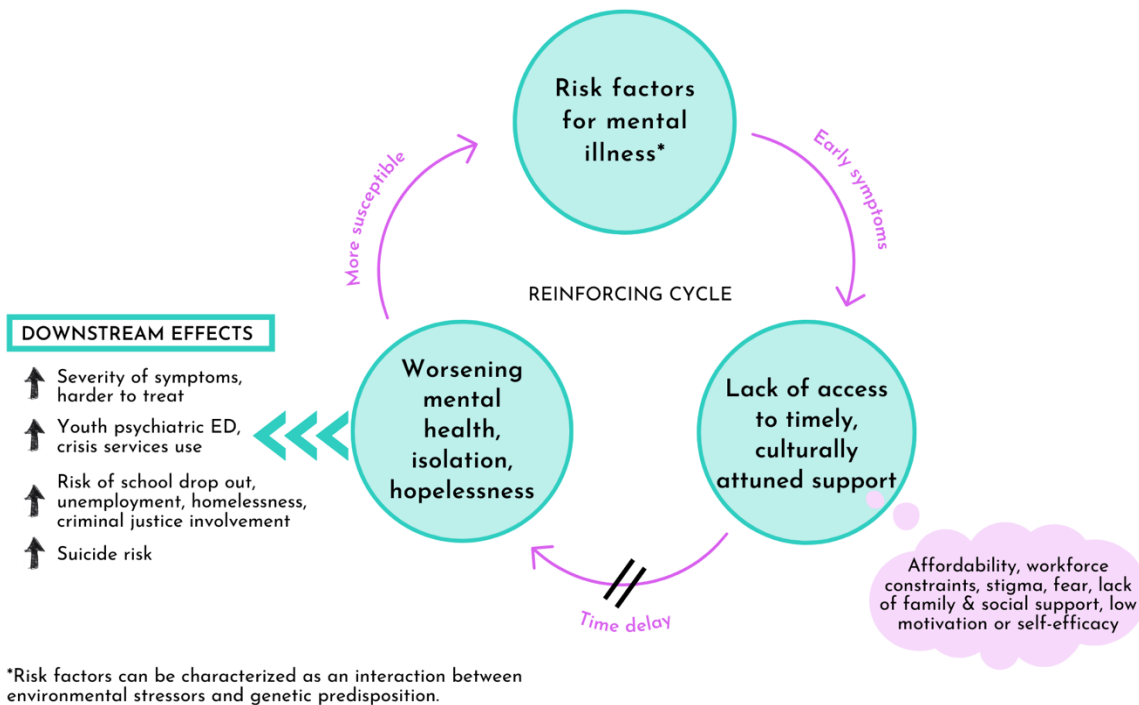 Risk factors
for mental
illness*
More susceptible
Early symptoms
REINFORCING CYCLE
DOWNSTREAM EFFECTS
Severity of symptoms,
harder to treat
Youth psychiatric ED,
crisis services use
Risk of school drop out,
unemployment, homelessness,
criminal justice involvement
Suicide risk
Worsening
mental
health,
isolation,
hopelessness
Lack of access
to timely,
culturally
attuned support
Time delay
Affordability, workforce
constraints, stigma, fear, lack
of family & social support, low
motivation or self-efficacy
*Risk factors can be characterized as an interaction between
environmental stressors and genetic predisposition.